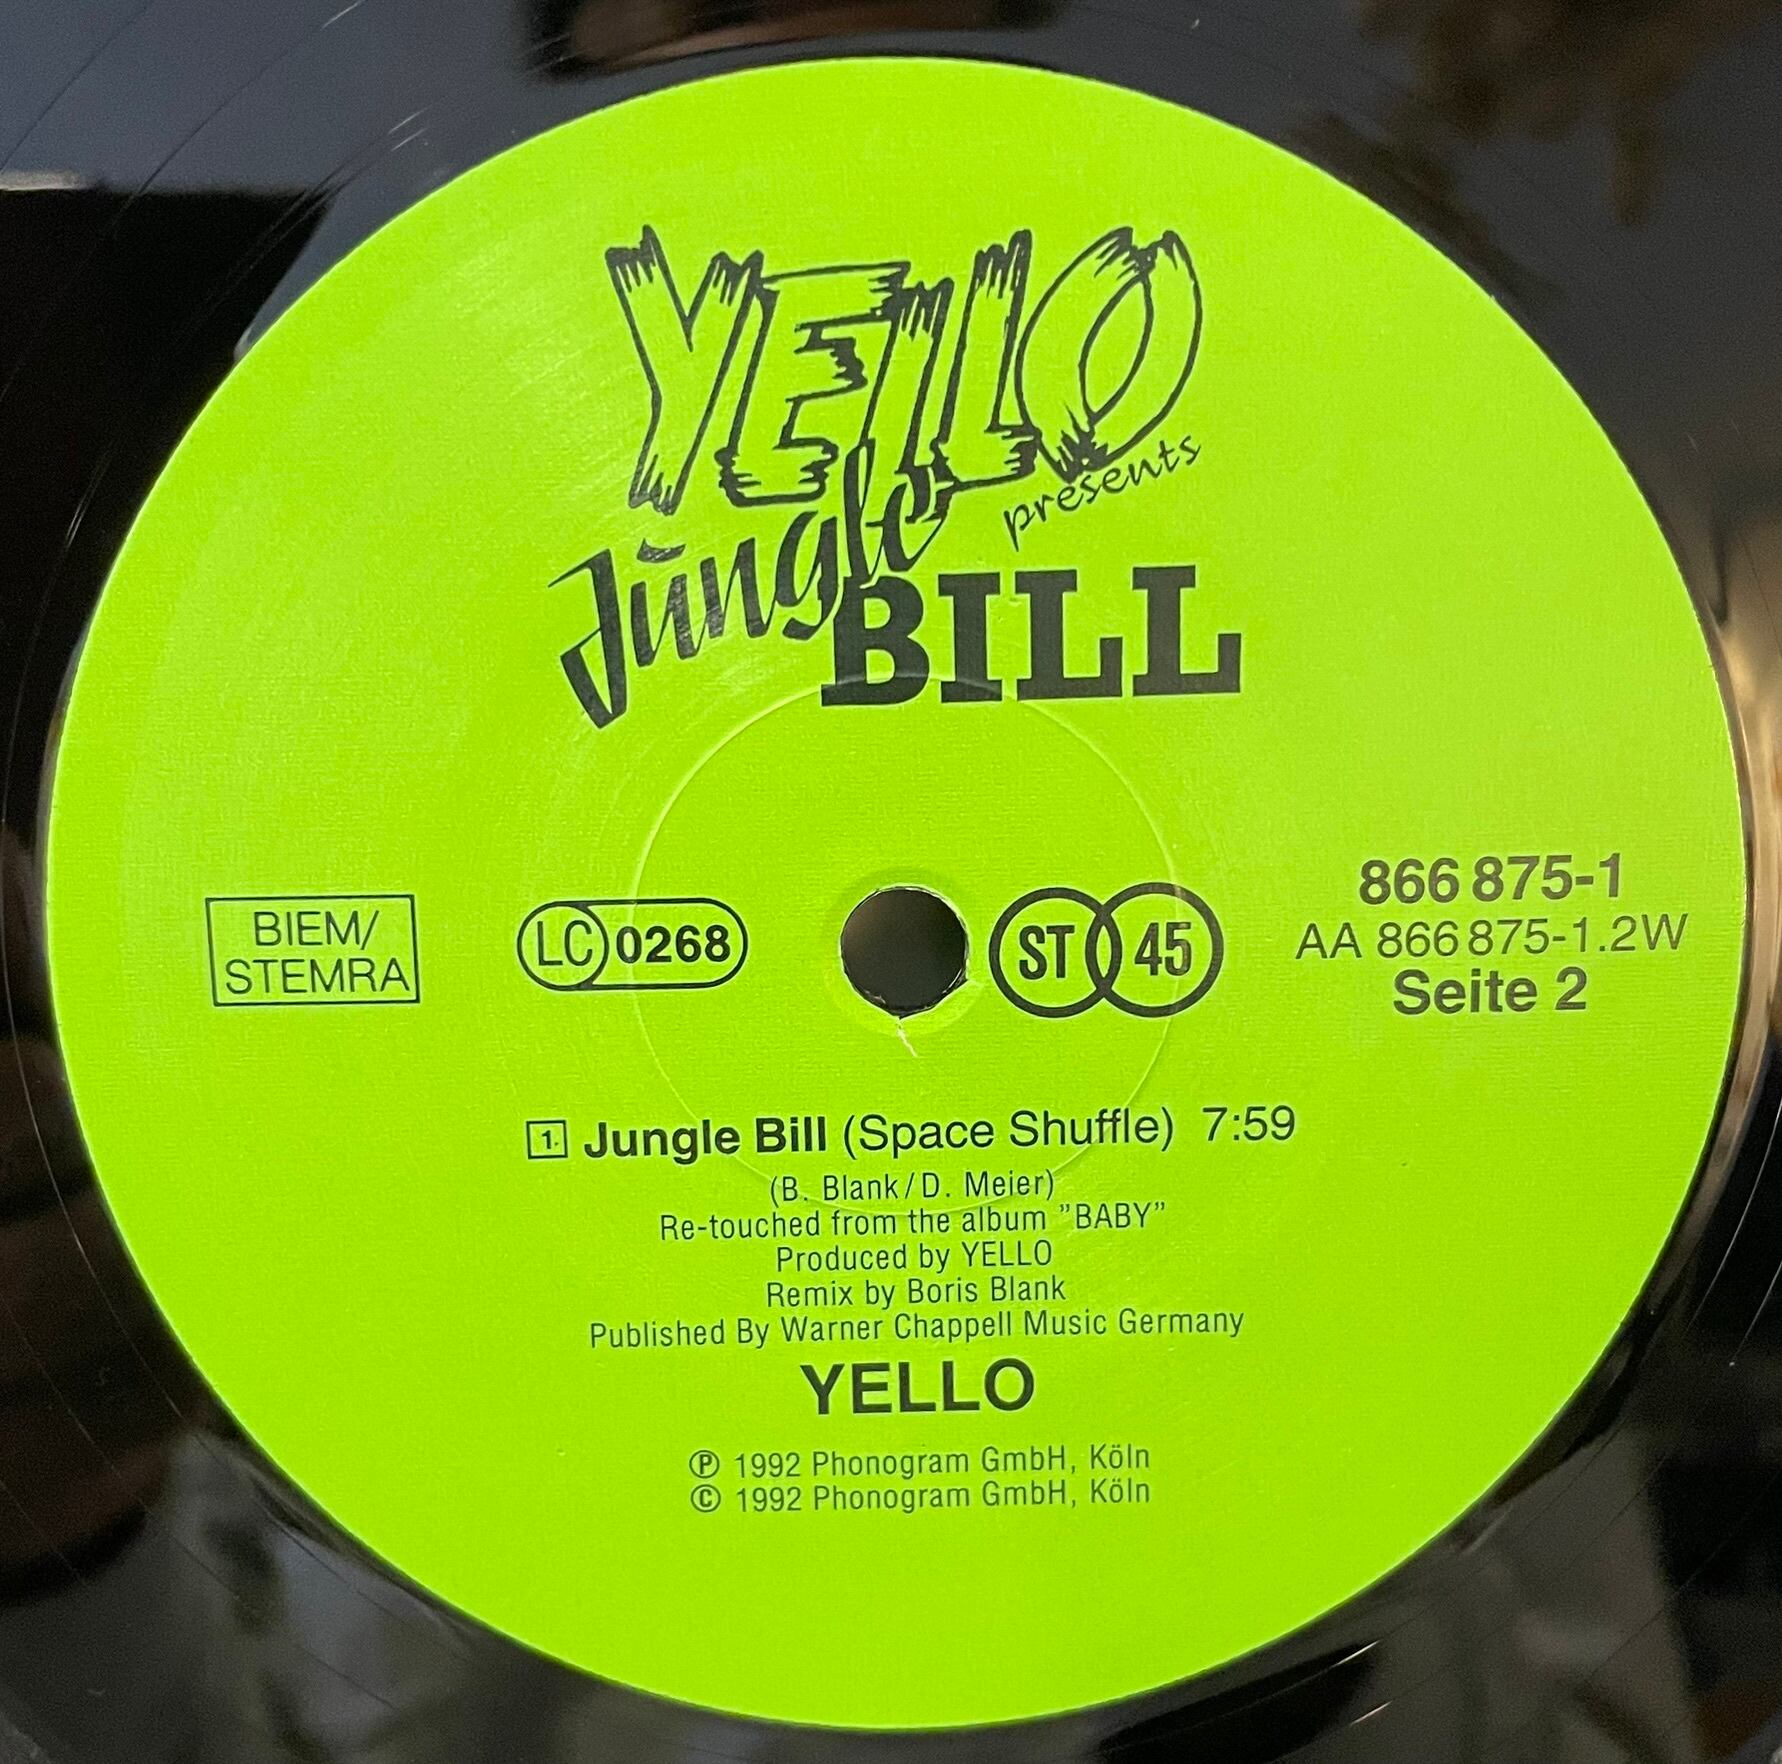 YELLO
presents
Jungle
BILL
BIEM/
STEMRA
LC 0268
ST 45
866 875-1
AA 866 875-1.2W
Seite 2
1. Jungle Bill (Space Shuffle) 7:59
(B. Blank/D. Meier)
Re-touched from the album "BABY"
Produced by YELLO
Remix by Boris Blank
Published By Warner Chappell Music Germany
YELLO
℗ 1992 Phonogram GmbH, Köln
© 1992 Phonogram GmbH, Köln